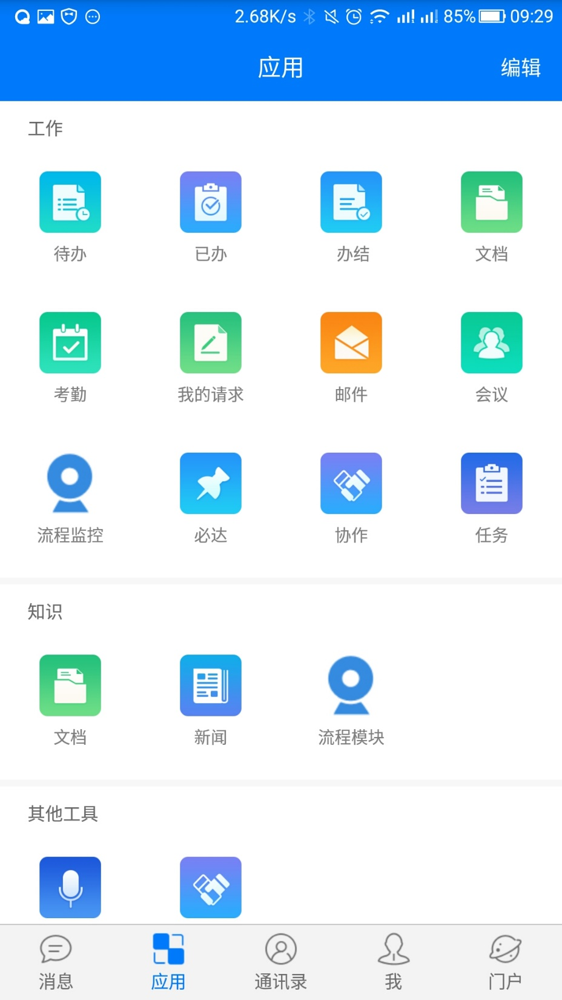 2.68K/s 85% 09:29
应用 编辑
工作
待办 已办 办结 文档
考勤 我的请求 邮件 会议
流程监控 必达 协作 任务
知识
文档 新闻 流程模块
其他工具
消息 应用 通讯录 我 门户